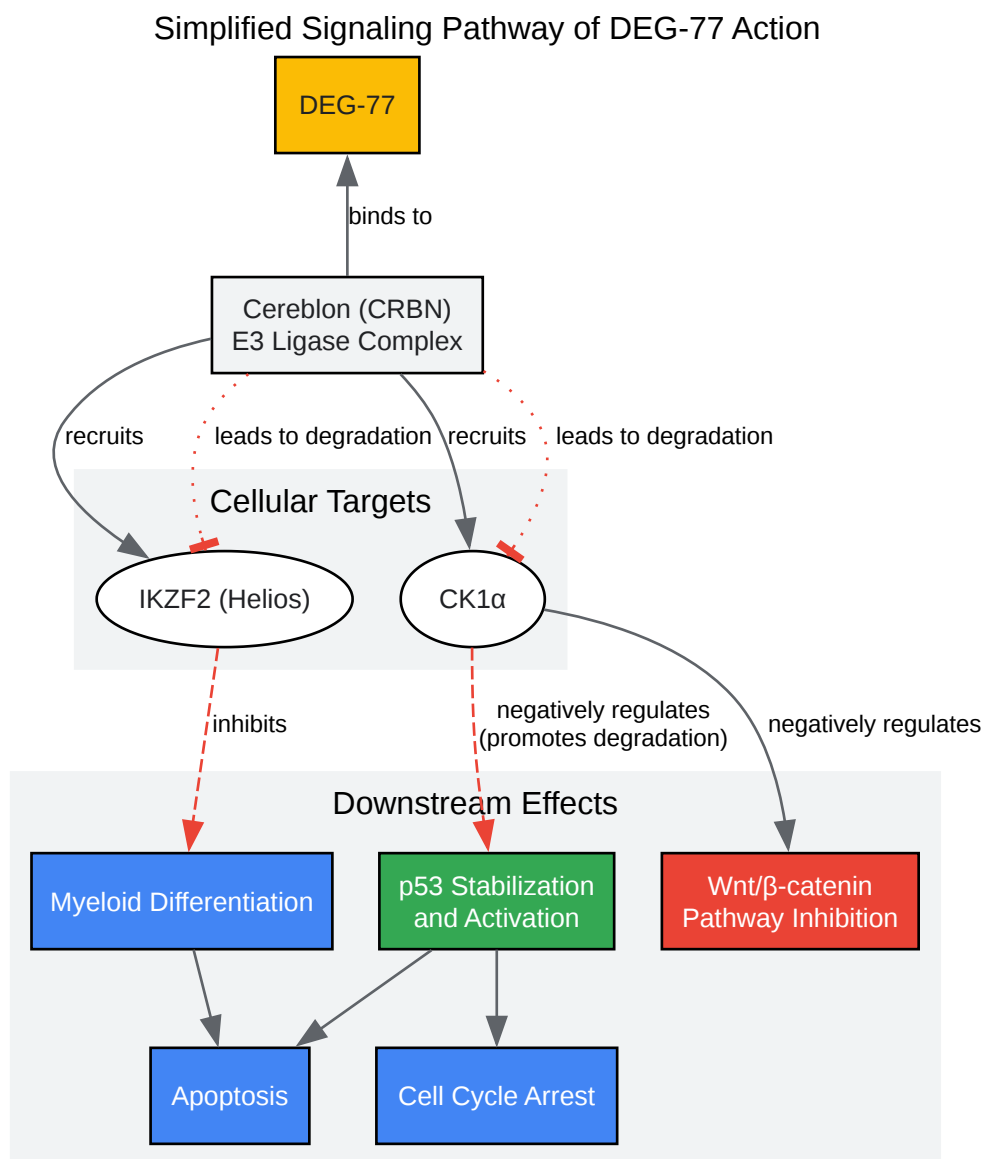 Simplified Signaling Pathway of DEG-77 Action
DEG-77
binds to
Cereblon (CRBN)
E3 Ligase Complex
recruits
leads to degradation
recruits
leads to degradation
Cellular Targets
IKZF2 (Helios)
CK1α
inhibits
negatively regulates
(promotes degradation)
negatively regulates
Downstream Effects
Myeloid Differentiation
p53 Stabilization
and Activation
Wnt/β-catenin
Pathway Inhibition
Apoptosis
Cell Cycle Arrest